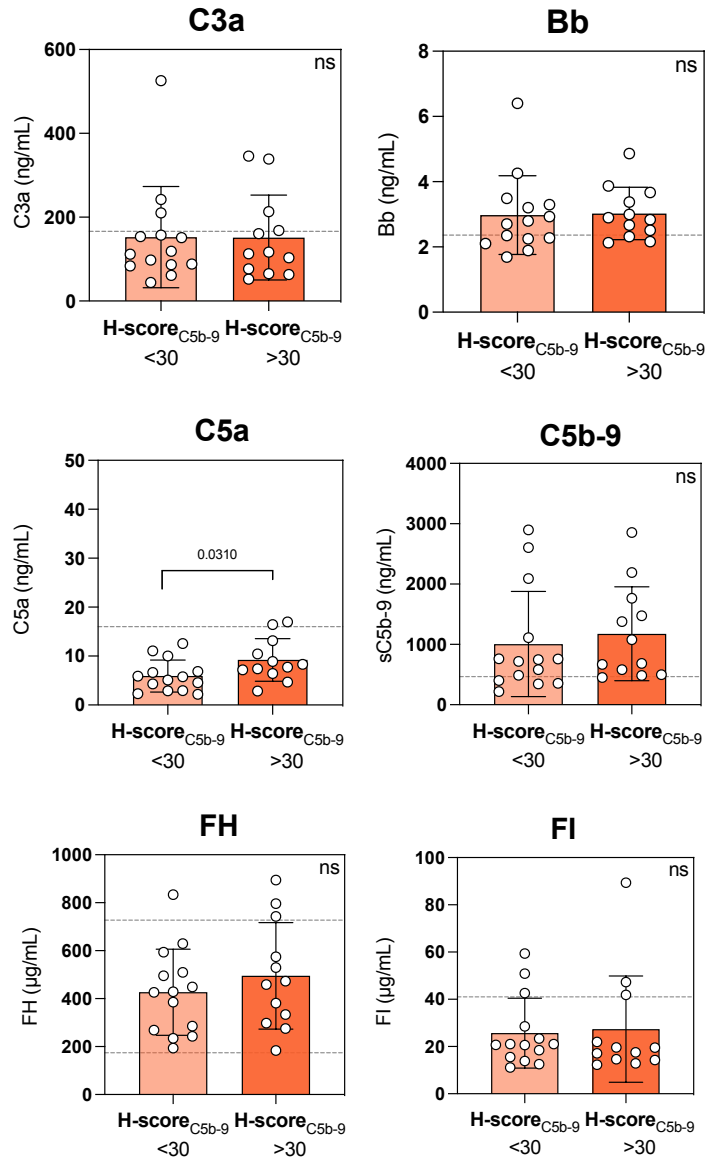 C3a
600
400
200
0
C3a (ng/mL)
ns
H-scoreC5b-9 H-scoreC5b-9
<30 >30
Bb
8
6
4
2
0
Bb (ng/mL)
ns
H-scoreC5b-9 H-scoreC5b-9
<30 >30
C5a
50
40
30
20
10
0
C5a (ng/mL)
0.0310
H-scoreC5b-9 H-scoreC5b-9
<30 >30
C5b-9
4000
3000
2000
1000
0
sC5b-9 (ng/mL)
ns
H-scoreC5b-9 H-scoreC5b-9
<30 >30
FH
1000
800
600
400
200
0
FH (µg/mL)
ns
H-scoreC5b-9 H-scoreC5b-9
<30 >30
FI
100
80
60
40
20
0
FI (µg/mL)
ns
H-scoreC5b-9 H-scoreC5b-9
<30 >30